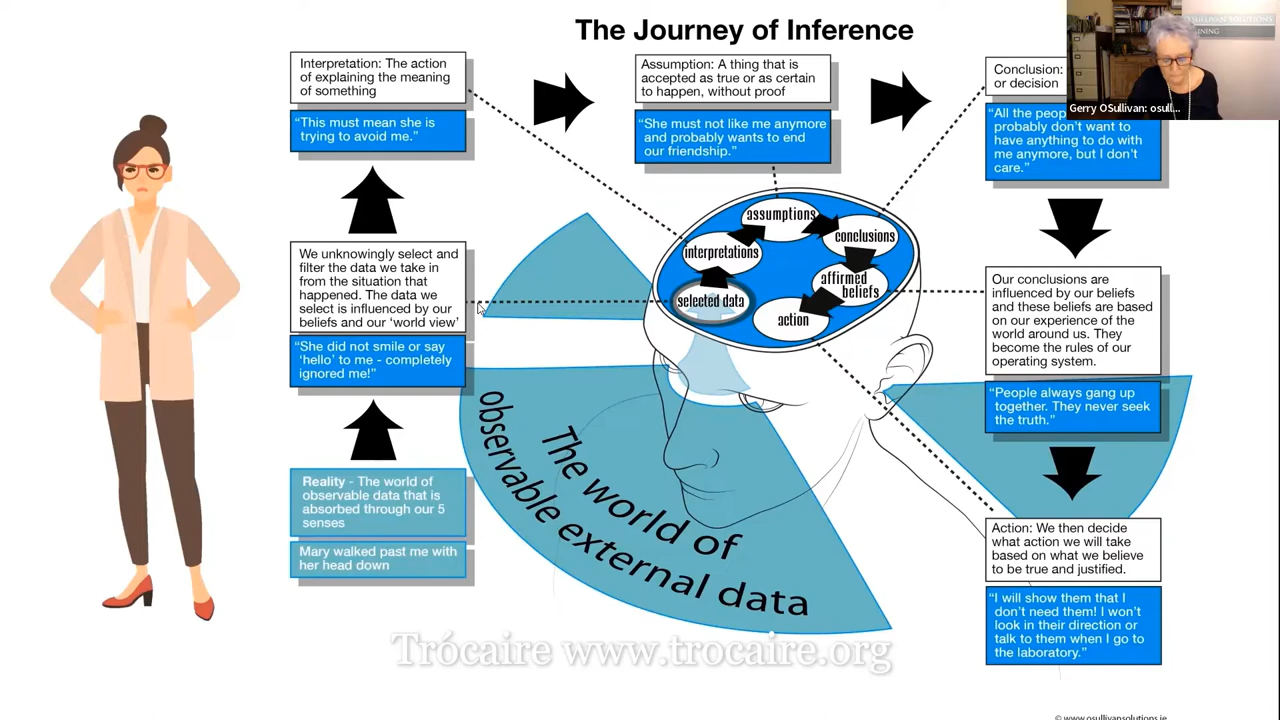 The Journey of Inference
Interpretation: The action
of explaining the meaning
of something
“This must mean she is
trying to avoid me.”
Assumption: A thing that is
accepted as true or as certain
to happen, without proof
“She must not like me anymore
and probably wants to end
our friendship.”
Conclusion:
or decision
“All the
probably don’t want to
have anything to do with
me anymore, but I don’t
care.”
SULLIVAN SOLUTIONS
Gerry OSullivan: osull...
We unknowingly select and
filter the data we take in
from the situation that
happened. The data we
select is influenced by our
beliefs and our ‘world view’
“She did not smile or say
‘hello’ to me - completely
ignored me!”
Reality - The world of
observable data that is
absorbed through our 5
senses
Mary walked past me with
her head down
selected data
interpretations
assumptions
conclusions
affirmed
beliefs
action
The world of
observable external data
Our conclusions are
influenced by our beliefs
and these beliefs are based
on our experience of the
world around us. They
become the rules of our
operating system.
“People always gang up
together. They never seek
the truth.”
Action: We then decide
what action we will take
based on what we believe
to be true and justified.
“I will show them that I
don’t need them! I won’t
look in their direction or
talk to them when I go to
the laboratory.”
Trócaire www.trocaire.org
© www.osullivansolutions.ie